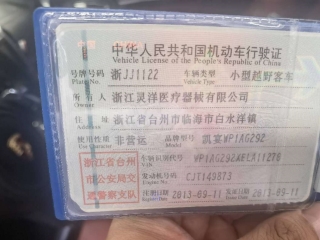 中华人民共和国机动车行驶证
Vehicle License of the People's Republic of China
号牌号码 浙JJ1122 车辆类型 小型越野客车
Plate No. Vehicle Type
所有人 浙江灵洋医疗器械有限公司
Owner
住址 浙江省台州市临海市白水洋镇
Address
使用性质 非营运 品牌型号 凯宴WP1AG292
Use Character Model
浙江省台州 车辆识别代号
VIN
市公安局交 发动机号码 CJT149373
Engine No.
通警察支队 注册日期 2013-09-11 发证日期 2013-09-11
Register Date Issue Date